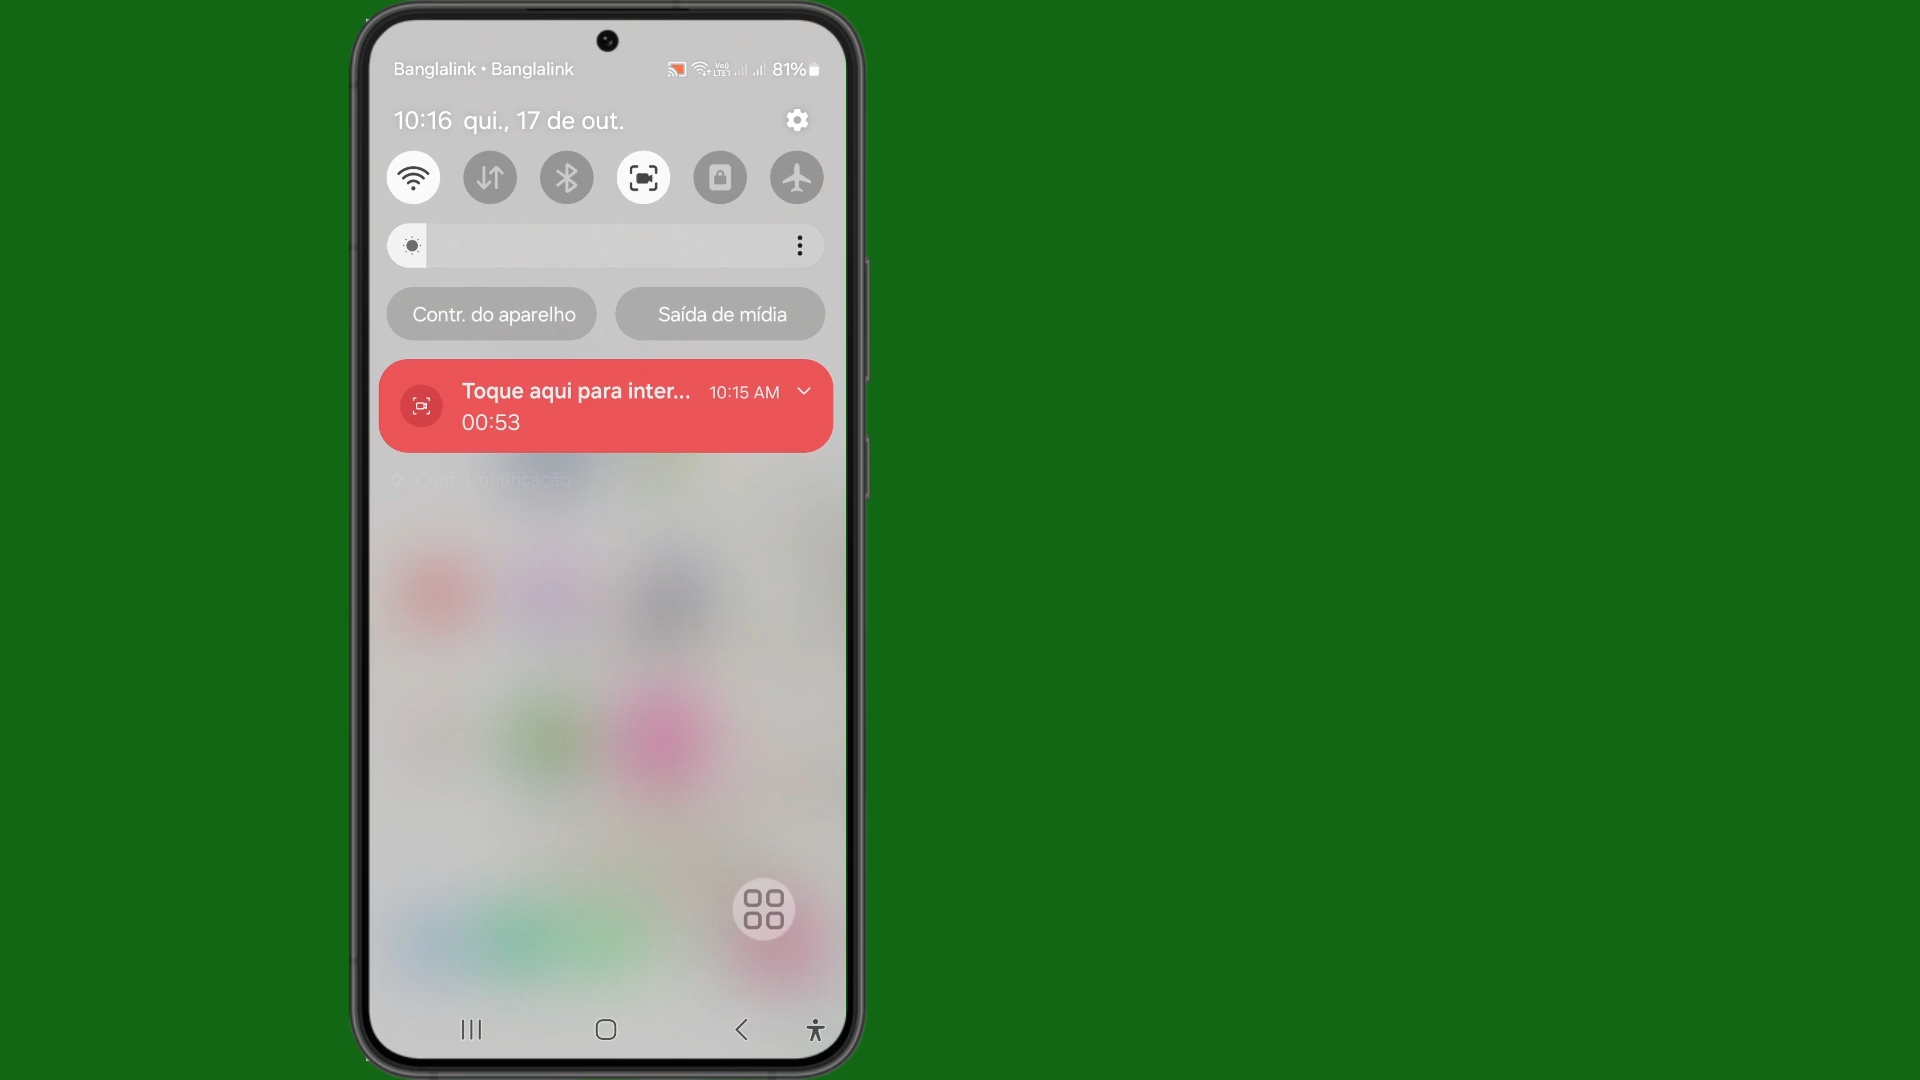 Banglalink • Banglalink 81%
10:16 qui., 17 de out.
Contr. do aparelho
Saída de mídia
Toque aqui para inter... 10:15 AM
00:53
Config. notificação